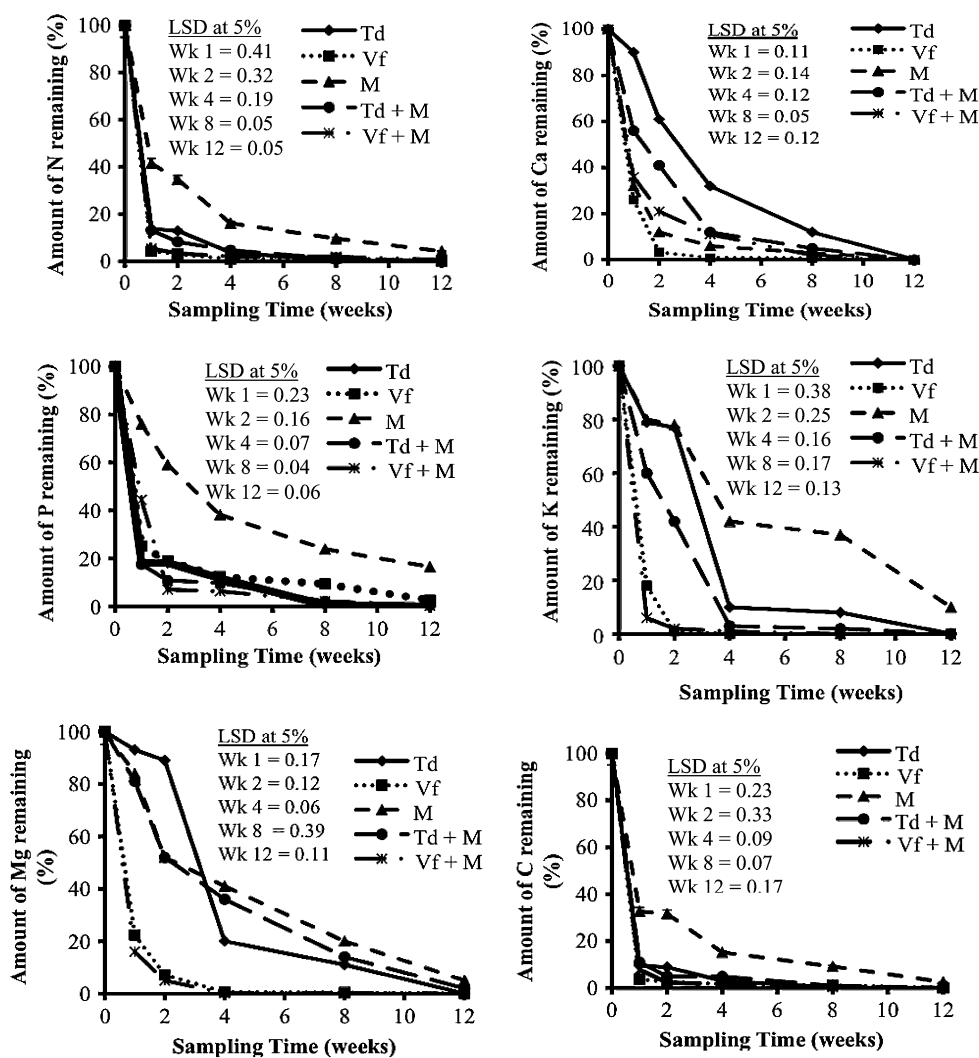 Amount of N remaining (%)
100
80
60
40
20
0
0 2 4 6 8 10 12
Sampling Time (weeks)
LSD at 5%
Wk 1 = 0.41
Wk 2 = 0.32
Wk 4 = 0.19
Wk 8 = 0.05
Wk 12 = 0.05
Td
Vf
M
Td + M
Vf + M
Amount of Ca remaining (%)
100
80
60
40
20
0
0 2 4 6 8 10 12
Sampling Time (weeks)
LSD at 5%
Wk 1 = 0.11
Wk 2 = 0.14
Wk 4 = 0.12
Wk 8 = 0.05
Wk 12 = 0.12
Td
Vf
M
Td + M
Vf + M
Amount of P remaining (%)
100
80
60
40
20
0
0 2 4 6 8 10 12
Sampling Time (weeks)
LSD at 5%
Wk 1 = 0.23
Wk 2 = 0.16
Wk 4 = 0.07
Wk 8 = 0.04
Wk 12 = 0.06
Td
Vf
M
Td + M
Vf + M
Amount of K remaining (%)
100
80
60
40
20
0
0 2 4 6 8 10 12
Sampling Time (weeks)
LSD at 5%
Wk 1 = 0.38
Wk 2 = 0.25
Wk 4 = 0.16
Wk 8 = 0.17
Wk 12 = 0.13
Td
Vf
M
Td + M
Vf + M
Amount of Mg remaining
(%)
100
80
60
40
20
0
0 2 4 6 8 10 12
Sampling Time (weeks)
LSD at 5%
Wk 1 = 0.17
Wk 2 = 0.12
Wk 4 = 0.06
Wk 8 = 0.39
Wk 12 = 0.11
Td
Vf
M
Td + M
Vf + M
Amount of C remaining
(%)
100
80
60
40
20
0
0 2 4 6 8 10 12
Sampling Time (weeks)
LSD at 5%
Wk 1 = 0.23
Wk 2 = 0.33
Wk 4 = 0.09
Wk 8 = 0.07
Wk 12 = 0.17
Td
Vf
M
Td + M
Vf + M